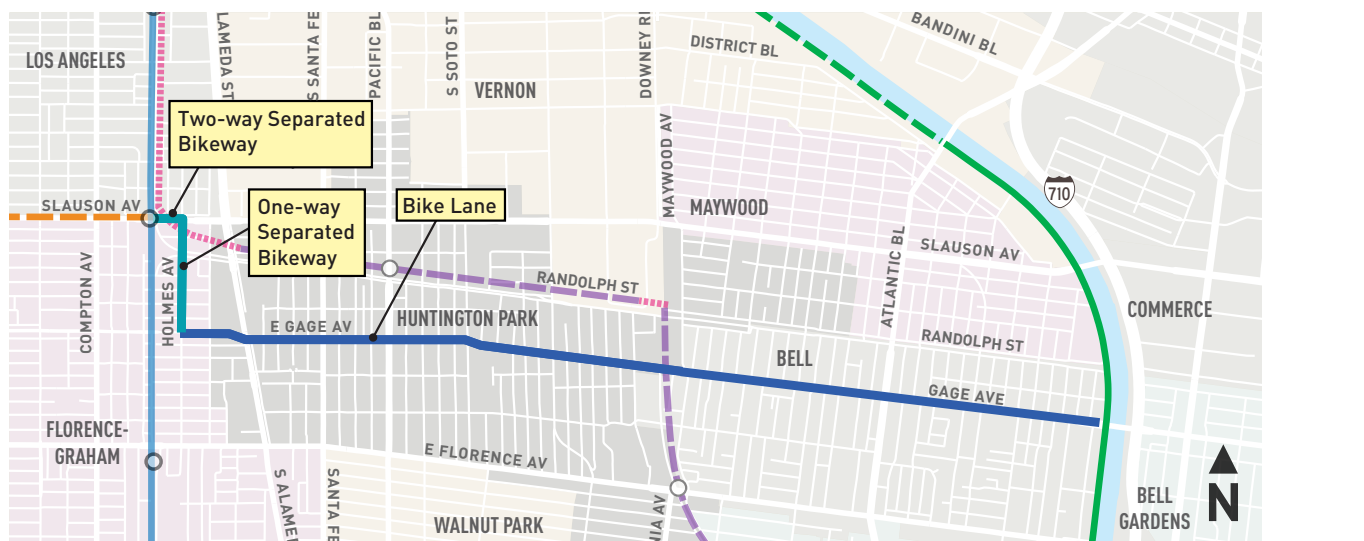 LOS ANGELES
LAMEDA ST
S SANTA FE
PACIFIC BL
S SOTO ST
VERNON
DOWNEY R
DISTRICT BL
BANDINI BL
Two-way Separated
Bikeway
One-way
Separated
Bikeway
Bike Lane
SLAUSON AV
MAYWOOD AV
MAYWOOD
710
COMPTON AV
HOLMES AV
RANDOLPH ST
ATLANTIC BL
SLAUSON AV
COMMERCE
E GAGE AV
HUNTINGTON PARK
BELL
RANDOLPH ST
GAGE AVE
FLORENCE-
GRAHAM
E FLORENCE AV
S ALAME
SANTA FE
WALNUT PARK
NIA AV
BELL
GARDENS
N